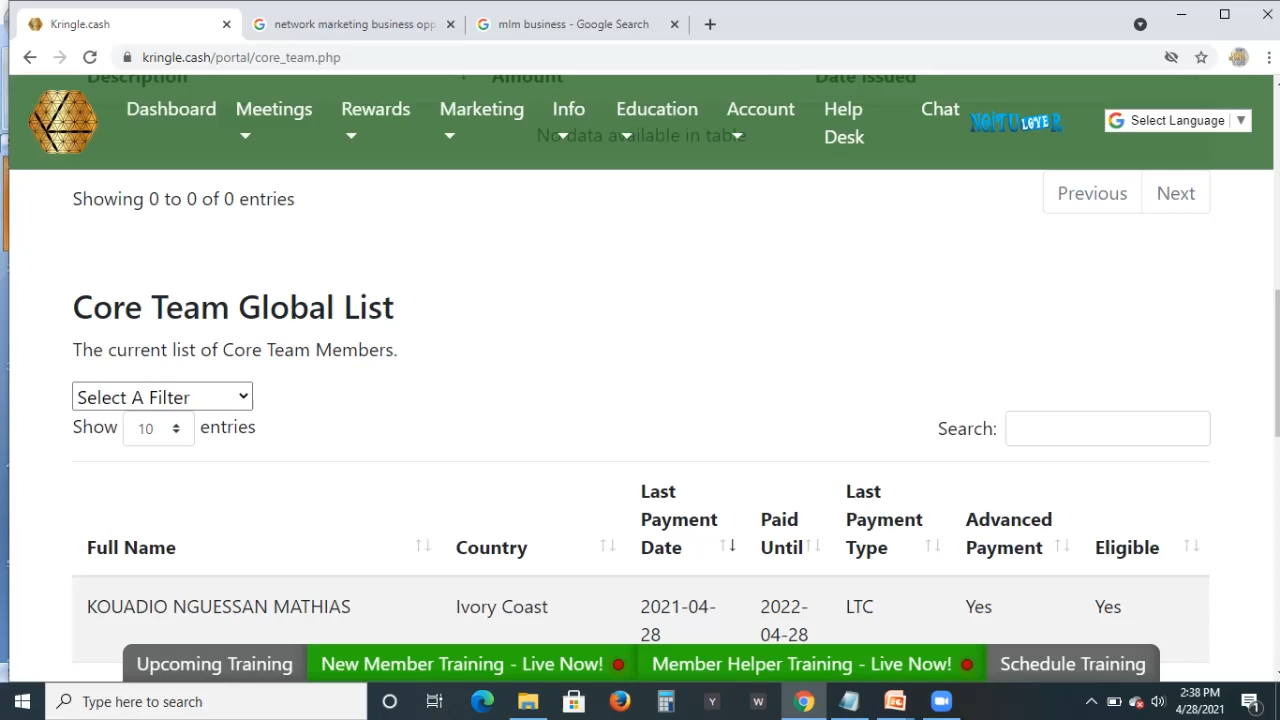 Kringle.cash
network marketing business opp
mlm business - Google Search
kringle.cash/portal/core_team.php
Description Amount Date Issued
Dashboard Meetings Rewards Marketing Info Education Account Help Desk Chat NOiTULOVER Select Language
No data available in table
Showing 0 to 0 of 0 entries
Previous Next
Core Team Global List
The current list of Core Team Members.
Select A Filter
Show 10 entries
Search:
Full Name Country Last Payment Date Paid Until Last Payment Type Advanced Payment Eligible
KOUADIO NGUESSAN MATHIAS Ivory Coast 2021-04-28 2022-04-28 LTC Yes Yes
Upcoming Training New Member Training - Live Now! Member Helper Training - Live Now! Schedule Training
Type here to search
2:38 PM
4/28/2021